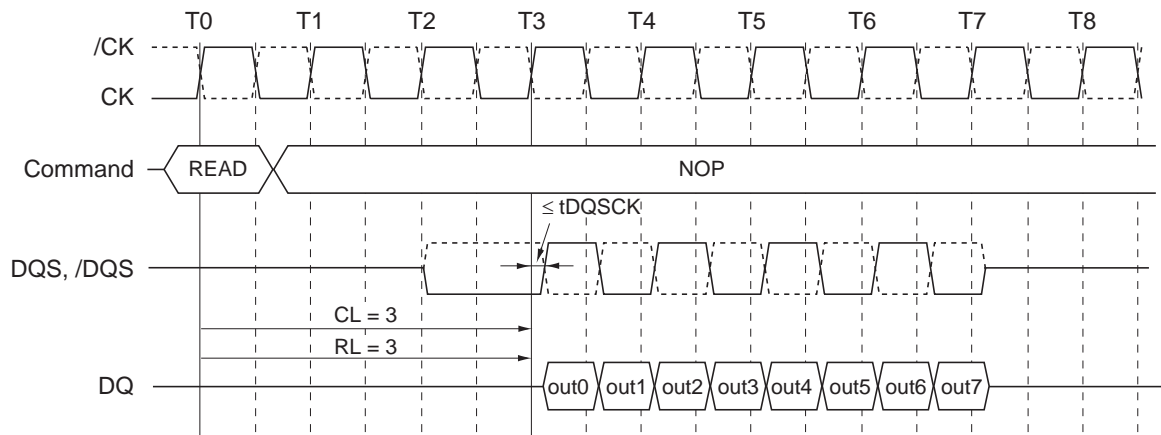 T0 T1 T2 T3 T4 T5 T6 T7 T8
/CK
CK
Command READ NOP
≤ tDQSCK
DQS, /DQS
CL = 3
RL = 3
DQ out0 out1 out2 out3 out4 out5 out6 out7